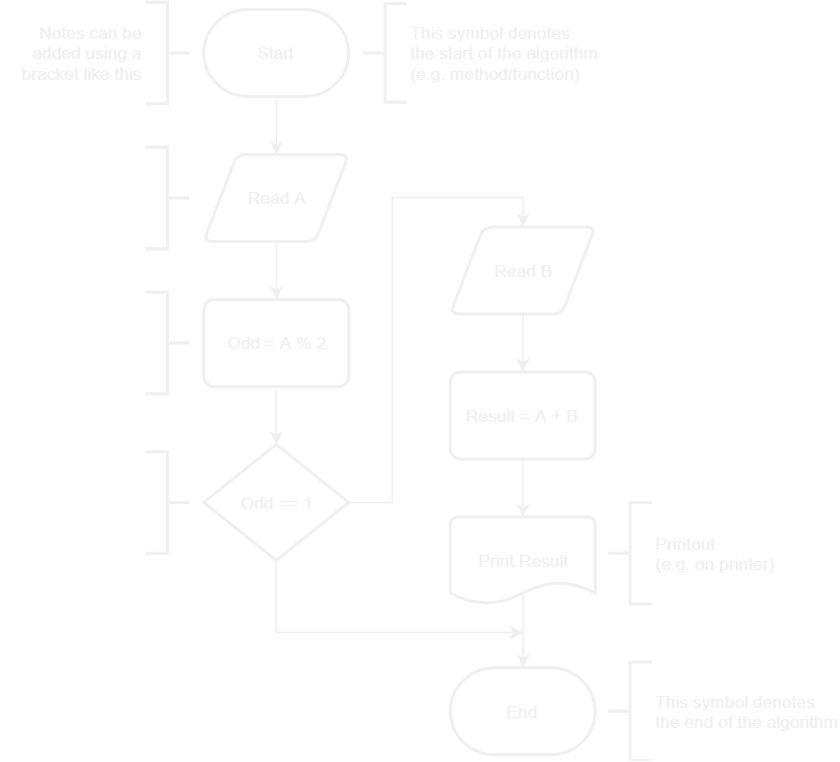 Notes can be
added using a
bracket like this
Start
This symbol denotes
the start of the algorithm
(e.g. method/function)
Read A
Odd = A % 2
Odd == 1
Read B
Result = A + B
Print Result
Printout
(e.g. on printer)
End
This symbol denotes
the end of the algorithm